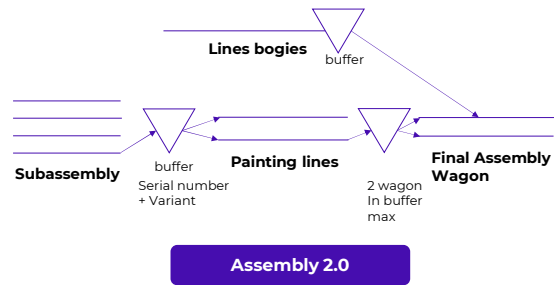 Lines bogies
buffer
buffer
Serial number
+ Variant
Subassembly
Painting lines
2 wagon
In buffer
max
Final Assembly
Wagon
Assembly 2.0